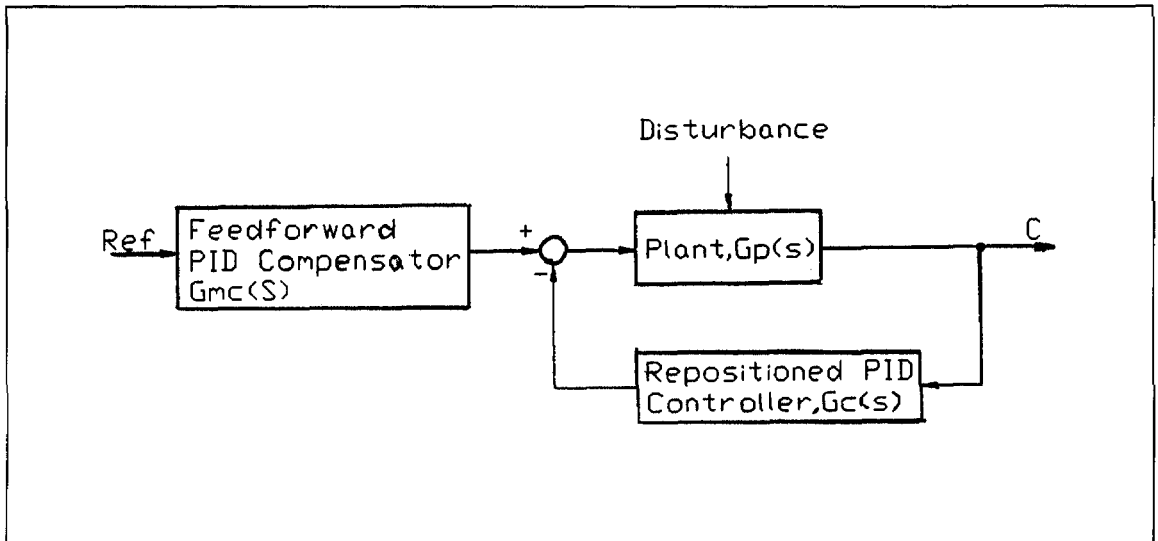 Disturbance
Ref
Feedforward
PID Compensator
Gmc(S)
+
-
Plant,Gp(s)
C
Repositioned PID
Controller,Gc(s)